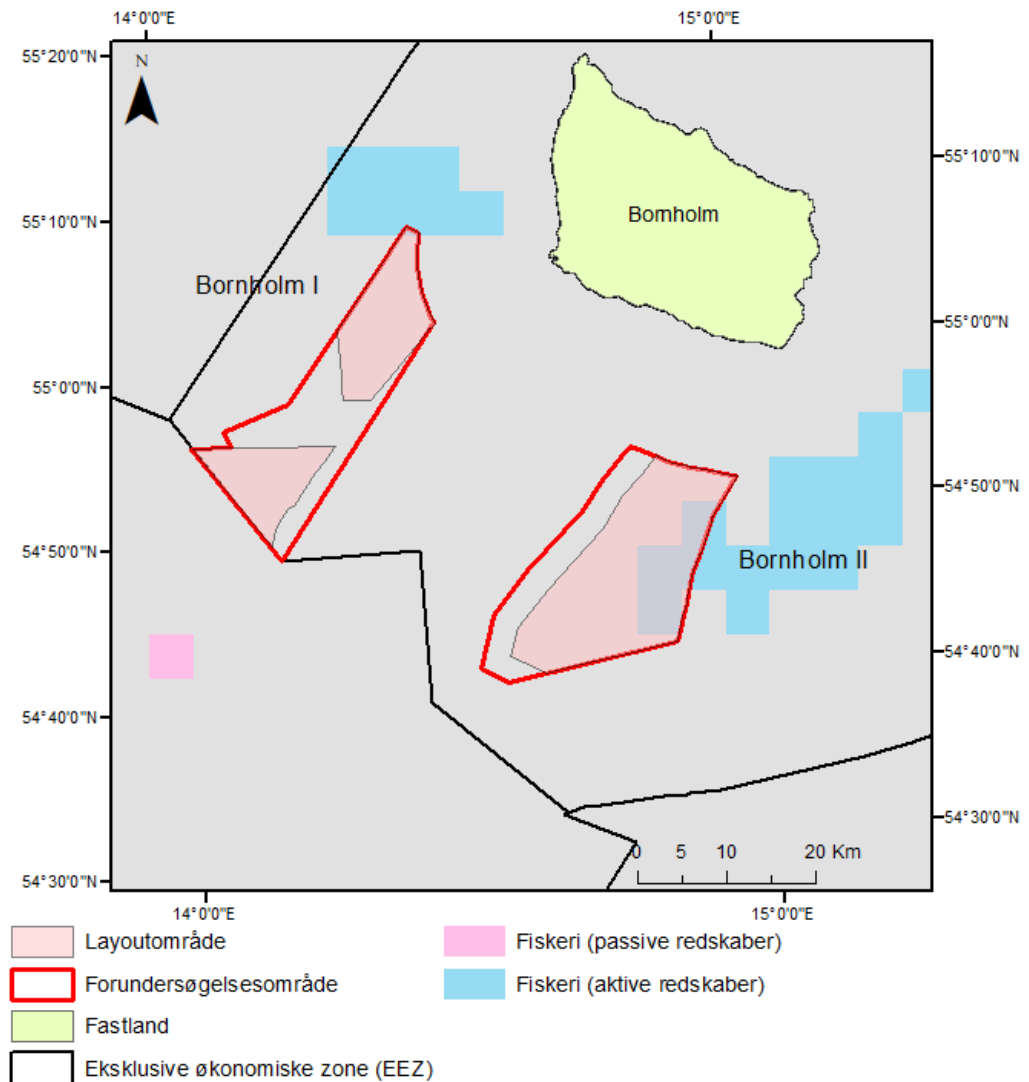 14°0'0"E 15°0'0"E
55°20'0"N
N
55°10'0"N
55°10'0"N
Bornholm
Bornholm I
55°0'0"N
55°0'0"N
54°50'0"N
54°50'0"N
Bornholm II
54°40'0"N
54°40'0"N
54°30'0"N
0 5 10 20 Km
54°30'0"N
14°0'0"E 15°0'0"E
Layoutområde
Fiskeri (passive redskaber)
Forundersøgelsesområde
Fiskeri (aktive redskaber)
Fastland
Eksklusive økonomiske zone (EEZ)